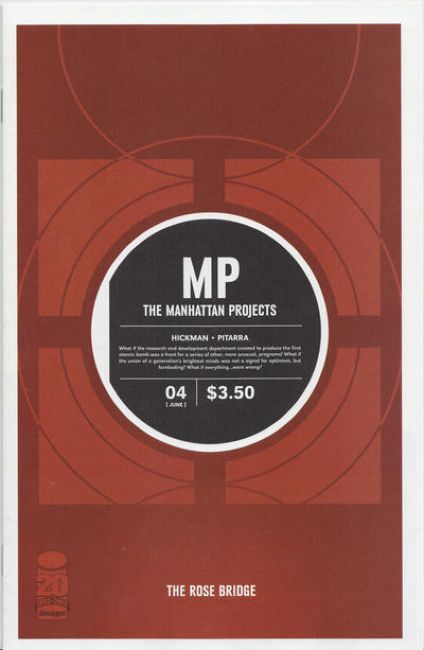 MP
THE MANHATTAN PROJECTS
HICKMAN • PITARRA
What if the research and development department created to produce the first
atomic bomb was a front for a series of other, more unusual, programs? What if
the union of a generation's brightest minds was not a signal for optimism, but
foreboding? What if everything...went wrong?
04 $3.50
[ JUNE ]
20
image
THE ROSE BRIDGE